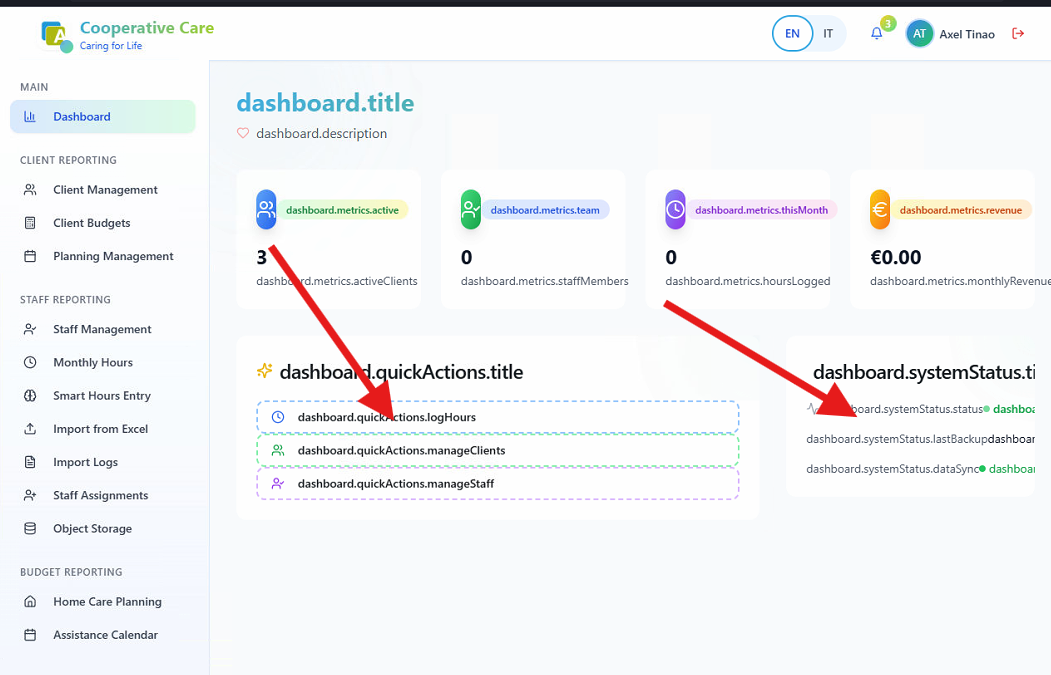 Cooperative Care
Caring for Life
EN IT
3
AT Axel Tinao
MAIN
Dashboard
CLIENT REPORTING
Client Management
Client Budgets
Planning Management
STAFF REPORTING
Staff Management
Monthly Hours
Smart Hours Entry
Import from Excel
Import Logs
Staff Assignments
Object Storage
BUDGET REPORTING
Home Care Planning
Assistance Calendar
dashboard.title
dashboard.description
dashboard.metrics.active
3
dashboard.metrics.activeClients
dashboard.metrics.team
0
dashboard.metrics.staffMembers
dashboard.metrics.thisMonth
0
dashboard.metrics.hoursLogged
dashboard.metrics.revenue
€0.00
dashboard.metrics.monthlyRevenue
dashboard.quickActions.title
dashboard.quickActions.logHours
dashboard.quickActions.manageClients
dashboard.quickActions.manageStaff
dashboard.systemStatus.ti
dashboard.systemStatus.status dashboa
dashboard.systemStatus.lastBackup dashboar
dashboard.systemStatus.dataSync dashboar